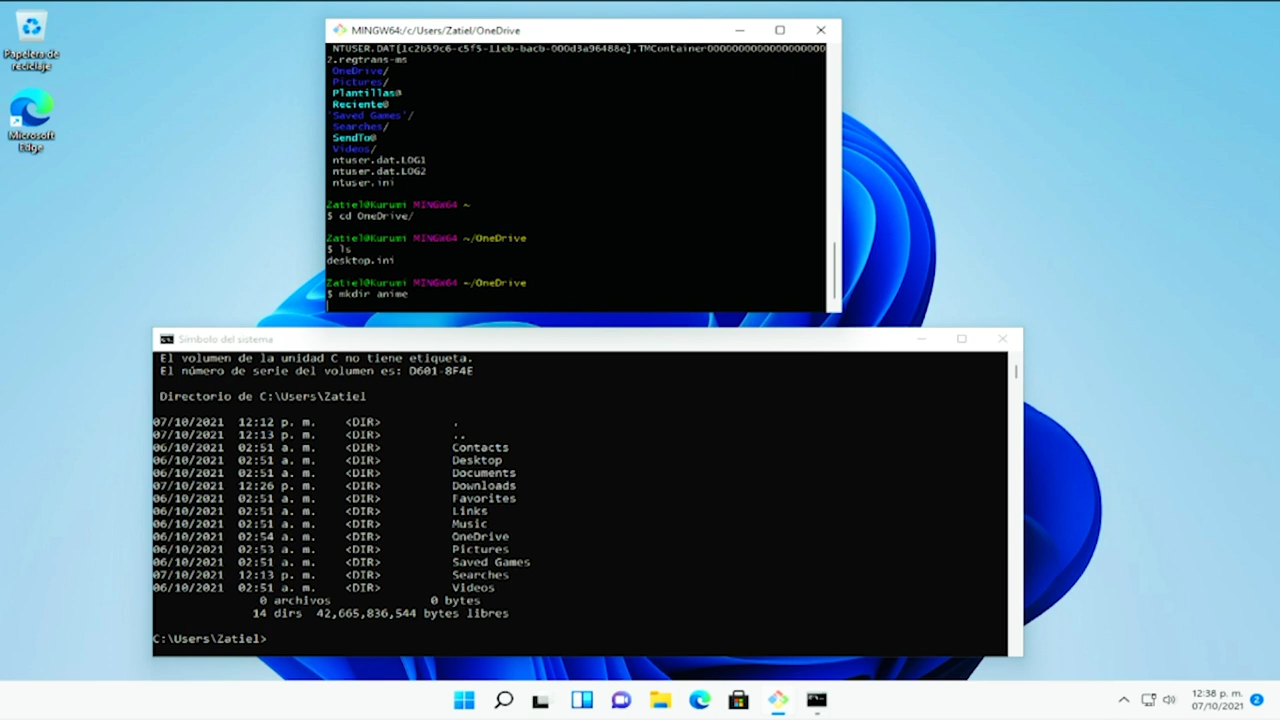 Papelera de
reciclaje
Microsoft
Edge
MINGW64:/c/Users/Zatiel/OneDrive
NTUSER.DAT{1c2b59c6-c5f5-11eb-bacb-000d3a96488e}.TMContainer0000000000000000000
2.regtrans-ms
OneDrive/
Pictures/
Plantillas@
Reciente@
'Saved Games'/
Searches/
SendTo@
Videos/
ntuser.dat.LOG1
ntuser.dat.LOG2
ntuser.ini
Zatiel@Kurumi MINGW64 ~
$ cd OneDrive/
Zatiel@Kurumi MINGW64 ~/OneDrive
$ ls
desktop.ini
Zatiel@Kurumi MINGW64 ~/OneDrive
$ mkdir anime
Símbolo del sistema
El volumen de la unidad C no tiene etiqueta.
El número de serie del volumen es: D601-8F4E
Directorio de C:\Users\Zatiel
07/10/2021 12:12 p. m. <DIR> .
07/10/2021 12:13 p. m. <DIR> ..
06/10/2021 02:51 a. m. <DIR> Contacts
06/10/2021 02:51 a. m. <DIR> Desktop
06/10/2021 02:51 a. m. <DIR> Documents
07/10/2021 12:26 p. m. <DIR> Downloads
06/10/2021 02:51 a. m. <DIR> Favorites
06/10/2021 02:51 a. m. <DIR> Links
06/10/2021 02:51 a. m. <DIR> Music
06/10/2021 02:54 a. m. <DIR> OneDrive
06/10/2021 02:53 a. m. <DIR> Pictures
06/10/2021 02:51 a. m. <DIR> Saved Games
07/10/2021 12:13 p. m. <DIR> Searches
06/10/2021 02:51 a. m. <DIR> Videos
0 archivos 0 bytes
14 dirs 42,665,836,544 bytes libres
C:\Users\Zatiel>
12:38 p. m.
07/10/2021
2